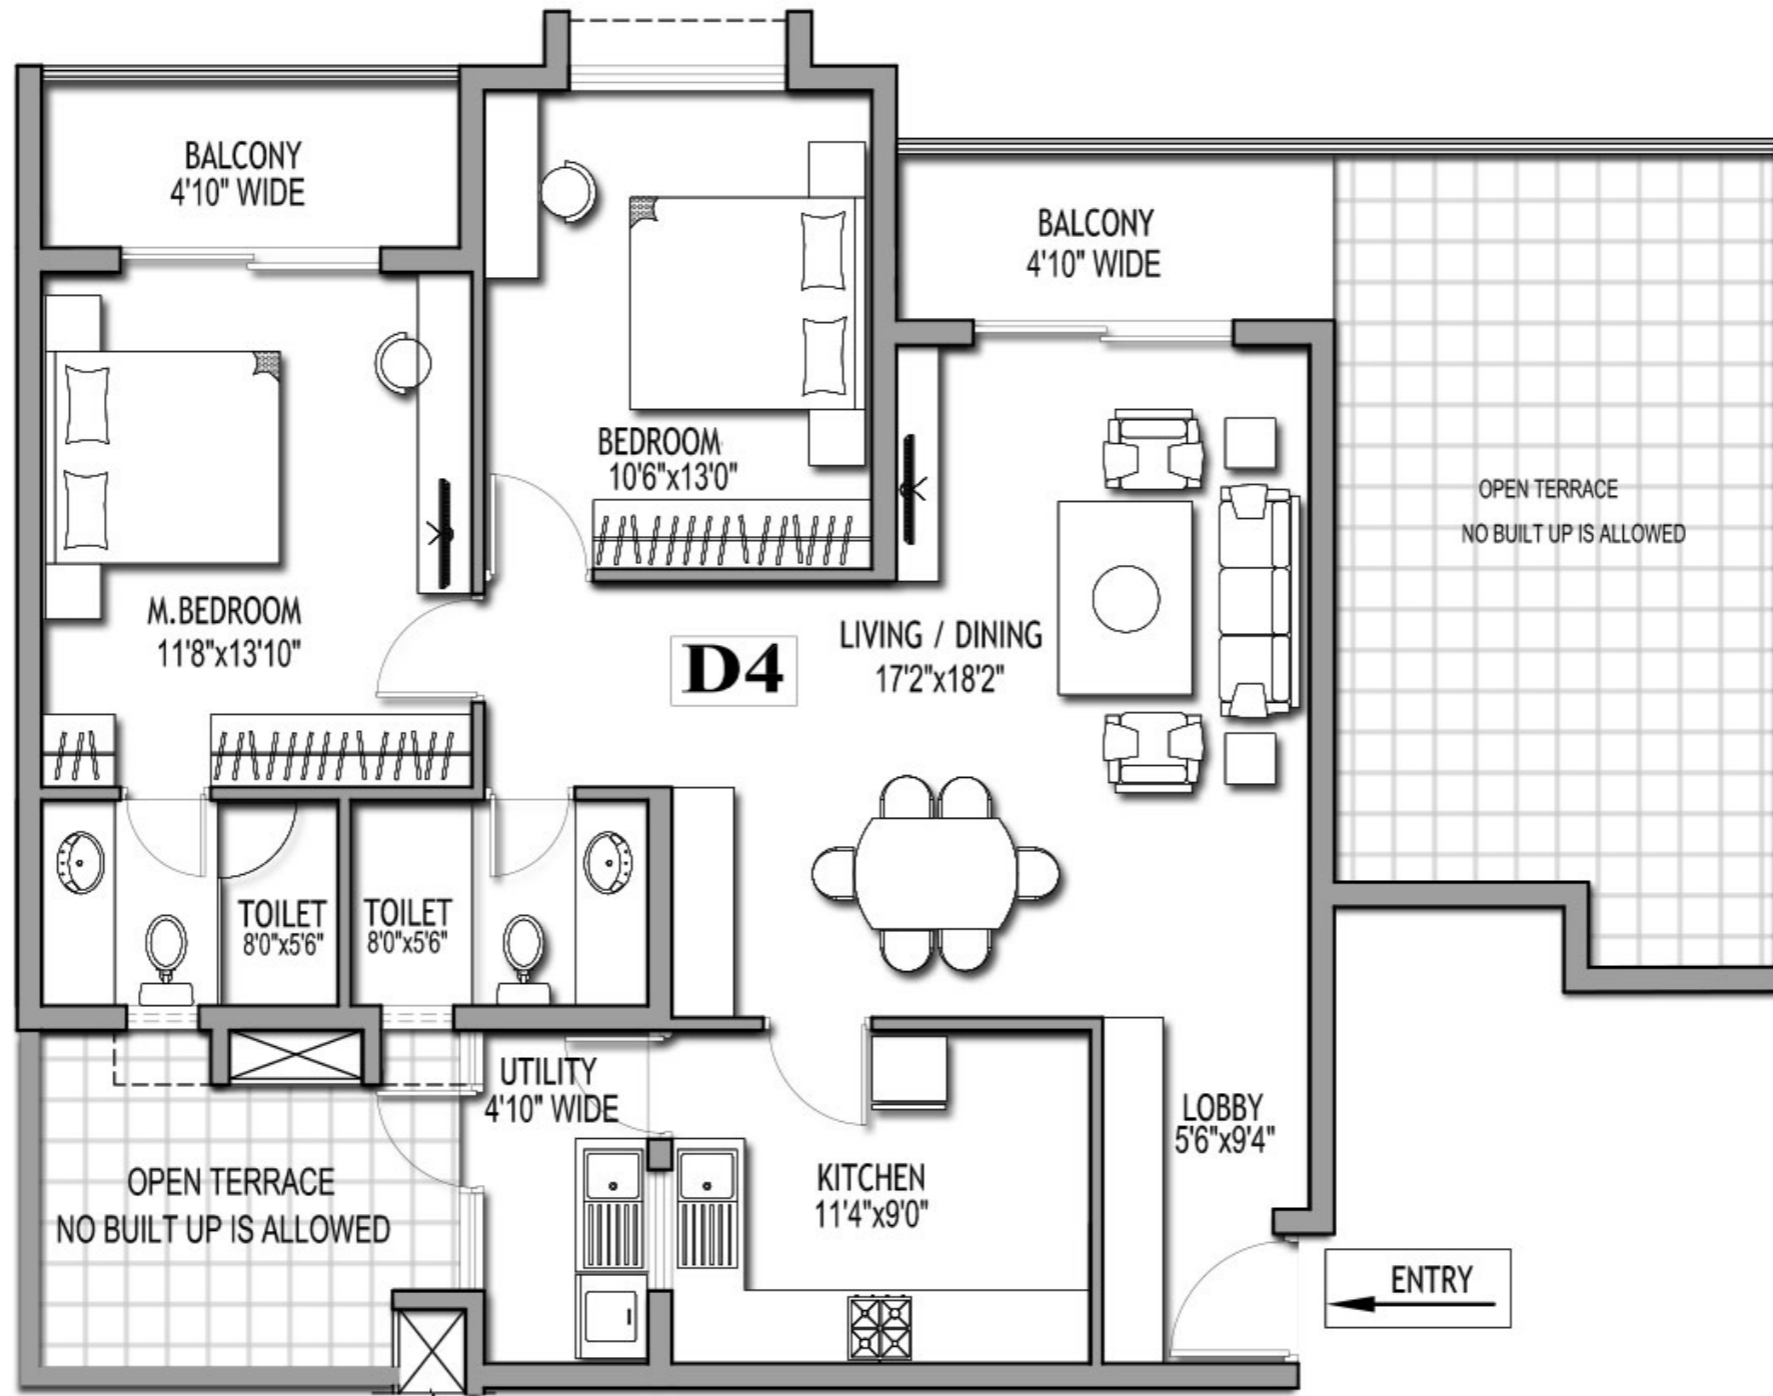 BALCONY
4'10" WIDE
BALCONY
4'10" WIDE
BEDROOM
10'6"x13'0"
OPEN TERRACE
NO BUILT UP IS ALLOWED
M.BEDROOM
11'8"x13'10"
D4
LIVING / DINING
17'2"x18'2"
TOILET
8'0"x5'6"
TOILET
8'0"x5'6"
UTILITY
4'10" WIDE
LOBBY
5'6"x9'4"
OPEN TERRACE
NO BUILT UP IS ALLOWED
KITCHEN
11'4"x9'0"
ENTRY